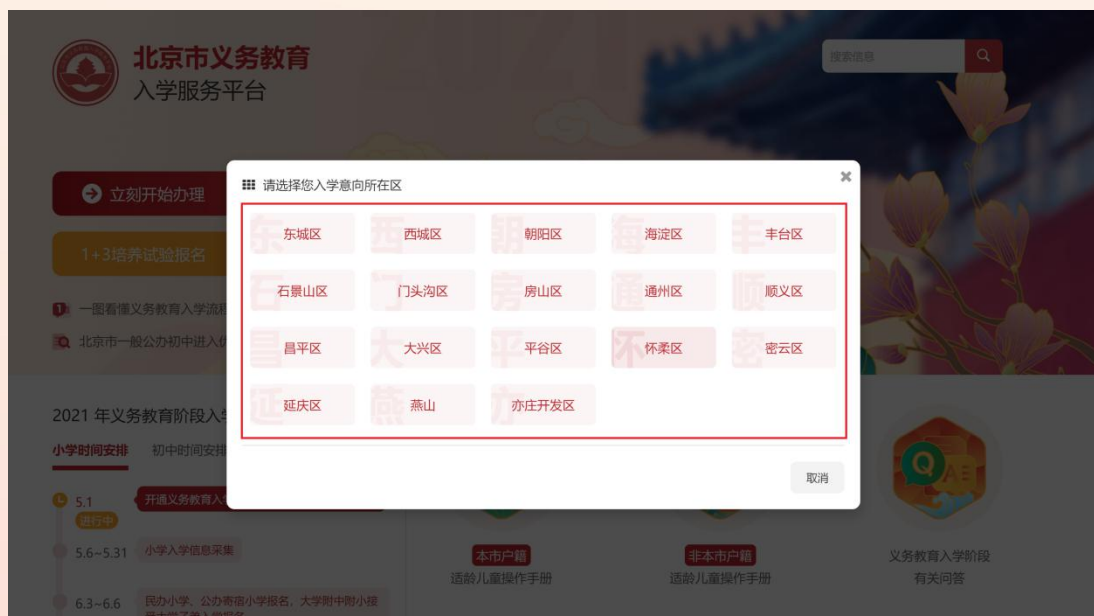 北京市义务教育
入学服务平台
搜索信息
立刻开始办理
1+3培养试验报名
一图看懂义务教育入学流程
北京市一般公办初中进入
请选择您入学意向所在区
东城区 西城区 朝阳区 海淀区 丰台区
石景山区 门头沟区 房山区 通州区 顺义区
昌平区 大兴区 平谷区 怀柔区 密云区
延庆区 燕山 亦庄开发区
取消
2021 年义务教育阶段入学
小学时间安排 初中时间安排
5.1 开通义务教育入学
进行中
5.6~5.31 小学入学信息采集
6.3~6.6 民办小学、公办寄宿小学报名，大学附中附小接
本市户籍
适龄儿童操作手册
非本市户籍
适龄儿童操作手册
义务教育入学阶段
有关问答